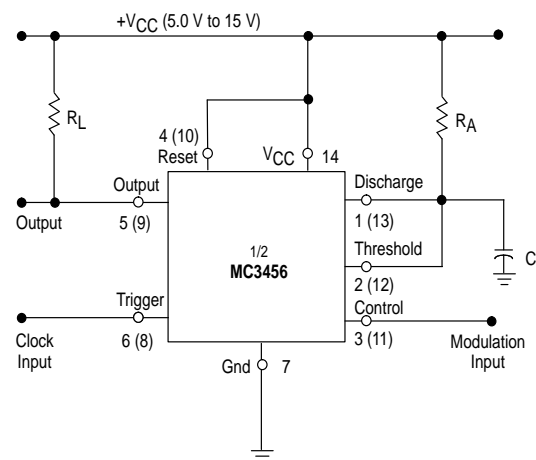 +VCC (5.0 V to 15 V)
RL
RA
4 (10)
Reset
VCC
14
Output
5 (9)
Output
Discharge
1 (13)
1/2
MC3456
Threshold
2 (12)
C
Trigger
6 (8)
Clock
Input
Control
3 (11)
Modulation
Input
Gnd
7